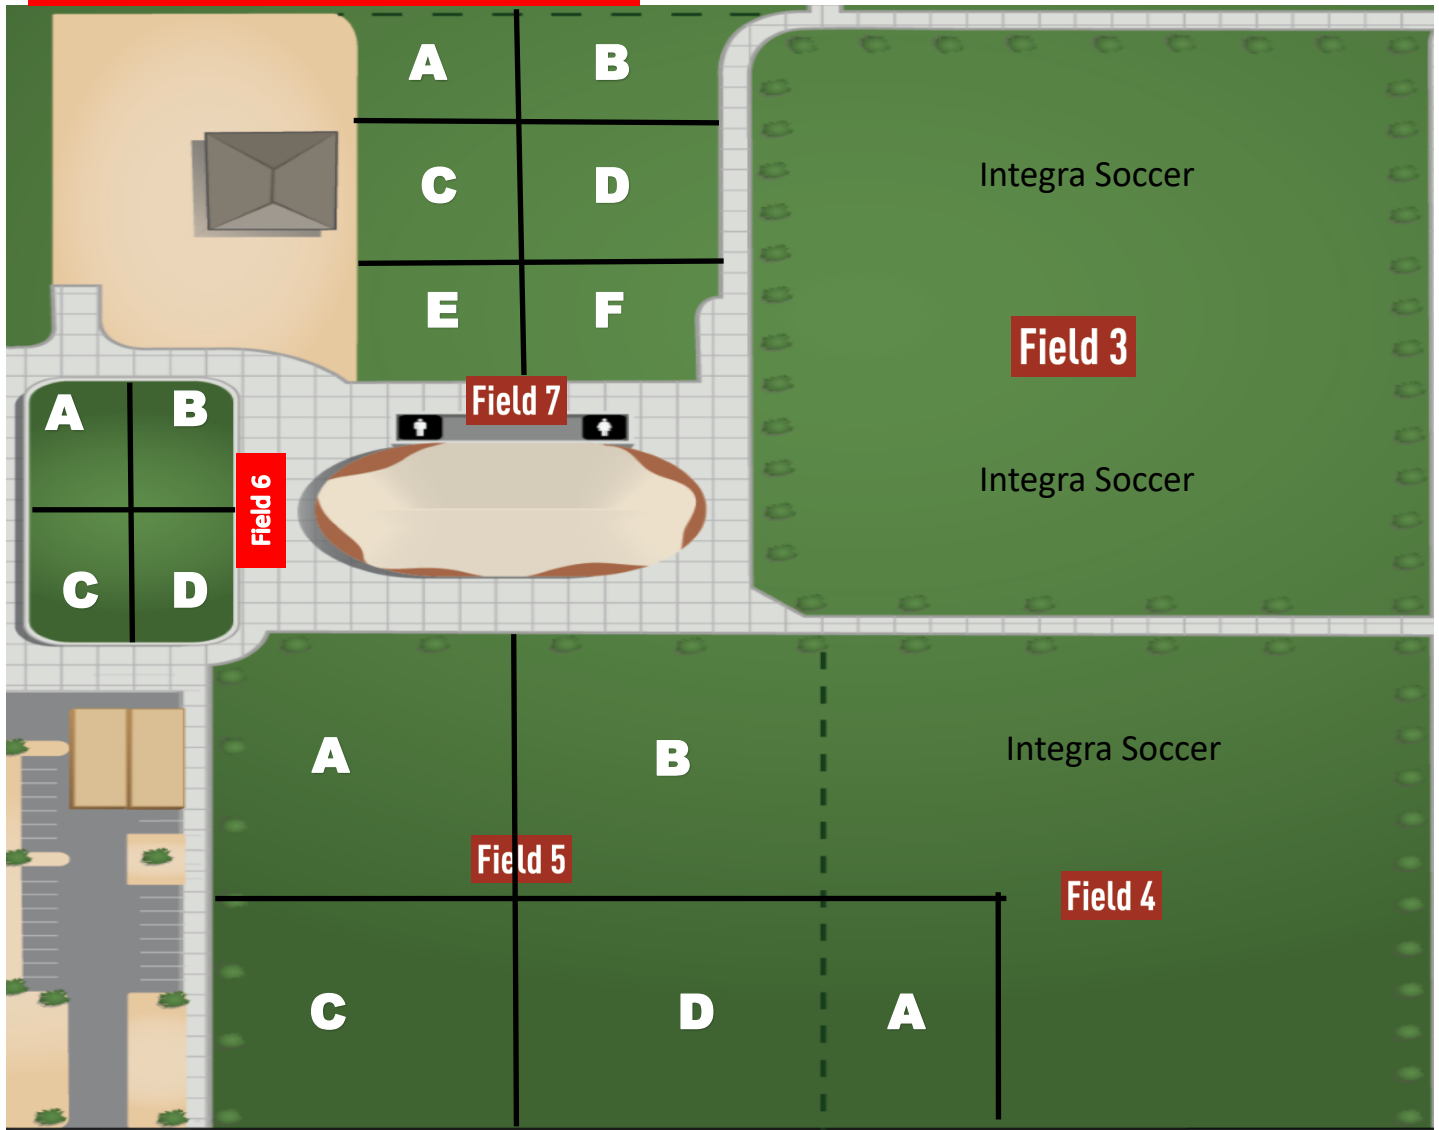 A B
C D
E F
Integra Soccer
Field 3
Field 7
A B
Field 6
Integra Soccer
C D
A B
Integra Soccer
Field 5
Field 4
C D A